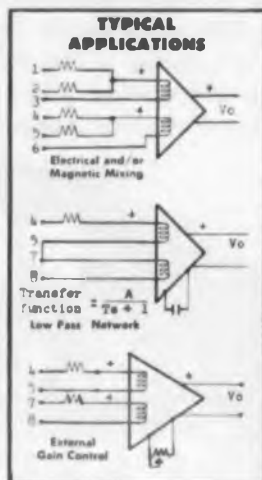 TYPICAL
APPLICATIONS
1
2
3
4
5
6
+
+
+
Vo
Electrical and/or
Magnetic Mixing
4
5
7
8
+
+
Vo
Transfer
function = A / Ts + 1
Low Pass Network
4
5
7
8
+
+
+
Vo
External
Gain Control